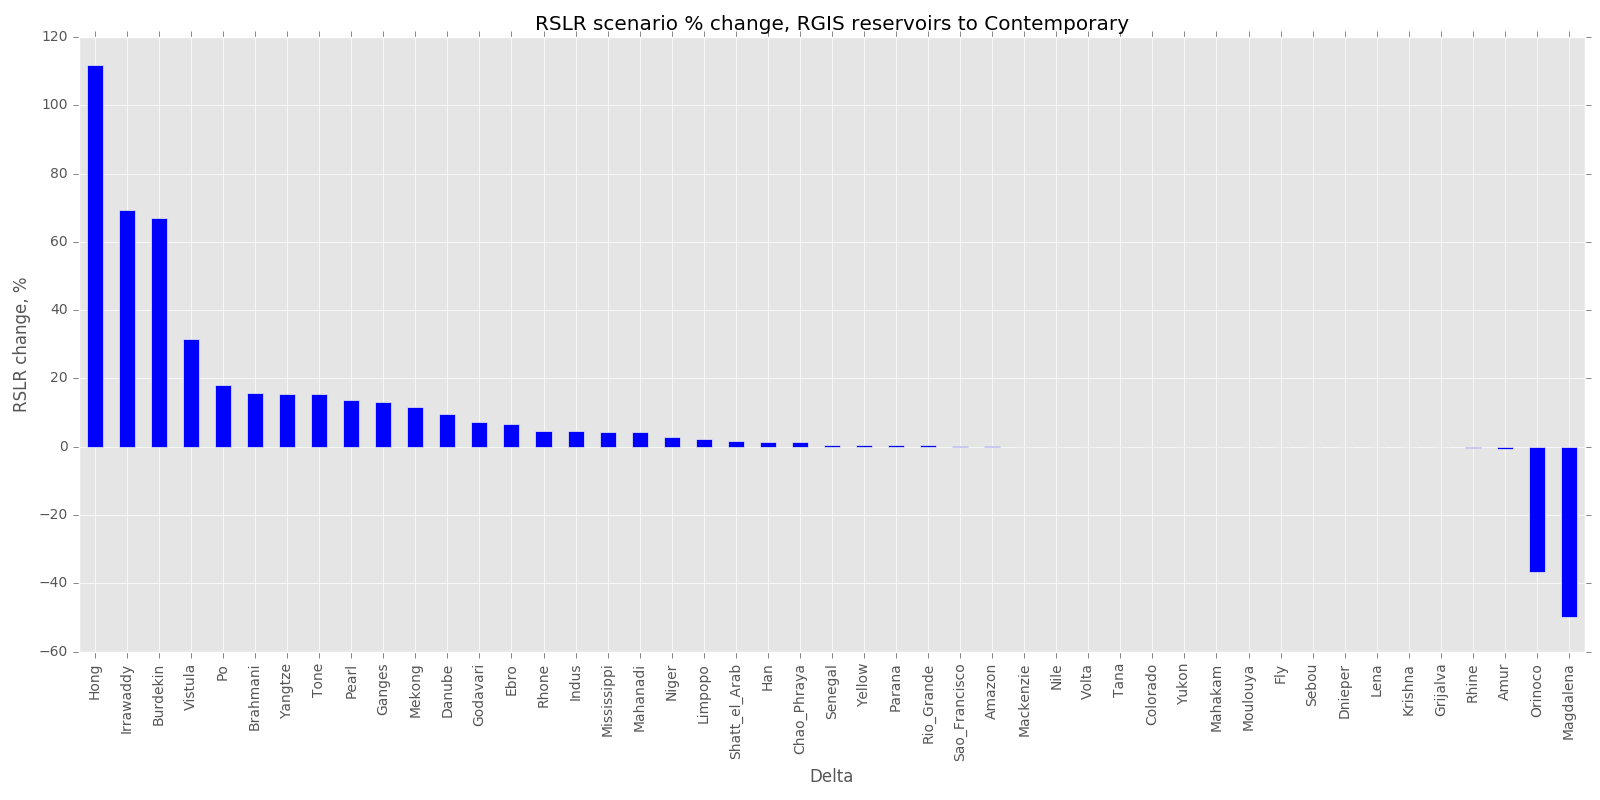 RSLR scenario % change, RGIS reservoirs to Contemporary
120
100
80
60
40
20
0
−20
−40
−60
RSLR change, %
Hong
Irrawaddy
Burdekin
Vistula
Po
Brahmani
Yangtze
Tone
Pearl
Ganges
Mekong
Danube
Godavari
Ebro
Rhone
Indus
Mississippi
Mahanadi
Niger
Limpopo
Shatt_el_Arab
Han
Chao_Phraya
Senegal
Yellow
Parana
Rio_Grande
Sao_Francisco
Amazon
Mackenzie
Nile
Volta
Tana
Colorado
Yukon
Mahakam
Moulouya
Fly
Sebou
Dnieper
Lena
Krishna
Grijalva
Rhine
Amur
Orinoco
Magdalena
Delta